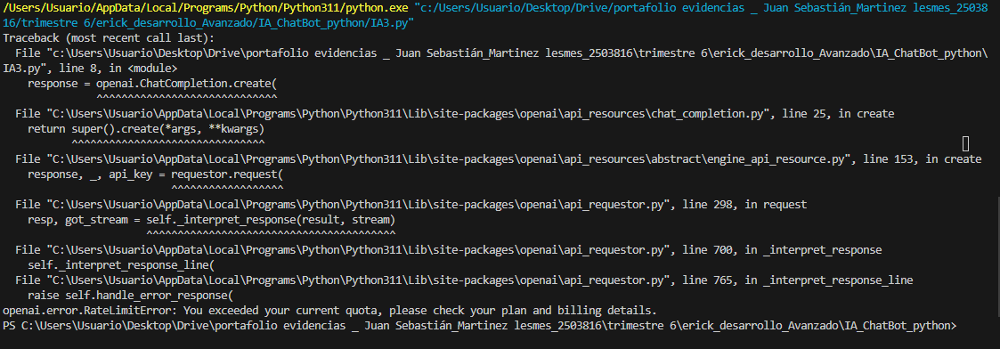 /Users/Usuario/AppData/Local/Programs/Python/Python311/python.exe "c:/Users/Usuario/Desktop/Drive/portafolio evidencias _ Juan Sebastián_Martinez lesmes_25038
16/trimestre 6/erick_desarrollo_Avanzado/IA_ChatBot_python/IA3.py"
Traceback (most recent call last):
  File "c:\Users\Usuario\Desktop\Drive\portafolio evidencias _ Juan Sebastián_Martinez lesmes_2503816\trimestre 6\erick_desarrollo_Avanzado\IA_ChatBot_python\
IA3.py", line 8, in <module>
    response = openai.ChatCompletion.create(
               ^^^^^^^^^^^^^^^^^^^^^^^^^^^^^
  File "C:\Users\Usuario\AppData\Local\Programs\Python\Python311\Lib\site-packages\openai\api_resources\chat_completion.py", line 25, in create
    return super().create(*args, **kwargs)
           ^^^^^^^^^^^^^^^^^^^^^^^^^^^^^^^
  File "C:\Users\Usuario\AppData\Local\Programs\Python\Python311\Lib\site-packages\openai\api_resources\abstract\engine_api_resource.py", line 153, in create
    response, _, api_key = requestor.request(
                           ^^^^^^^^^^^^^^^^^^
  File "C:\Users\Usuario\AppData\Local\Programs\Python\Python311\Lib\site-packages\openai\api_requestor.py", line 298, in request
    resp, got_stream = self._interpret_response(result, stream)
                       ^^^^^^^^^^^^^^^^^^^^^^^^^^^^^^^^^^^^^^^^
  File "C:\Users\Usuario\AppData\Local\Programs\Python\Python311\Lib\site-packages\openai\api_requestor.py", line 700, in _interpret_response
    self._interpret_response_line(
  File "C:\Users\Usuario\AppData\Local\Programs\Python\Python311\Lib\site-packages\openai\api_requestor.py", line 765, in _interpret_response_line
    raise self.handle_error_response(
openai.error.RateLimitError: You exceeded your current quota, please check your plan and billing details.
PS C:\Users\Usuario\Desktop\Drive\portafolio evidencias _ Juan Sebastián_Martinez lesmes_2503816\trimestre 6\erick_desarrollo_Avanzado\IA_ChatBot_python>